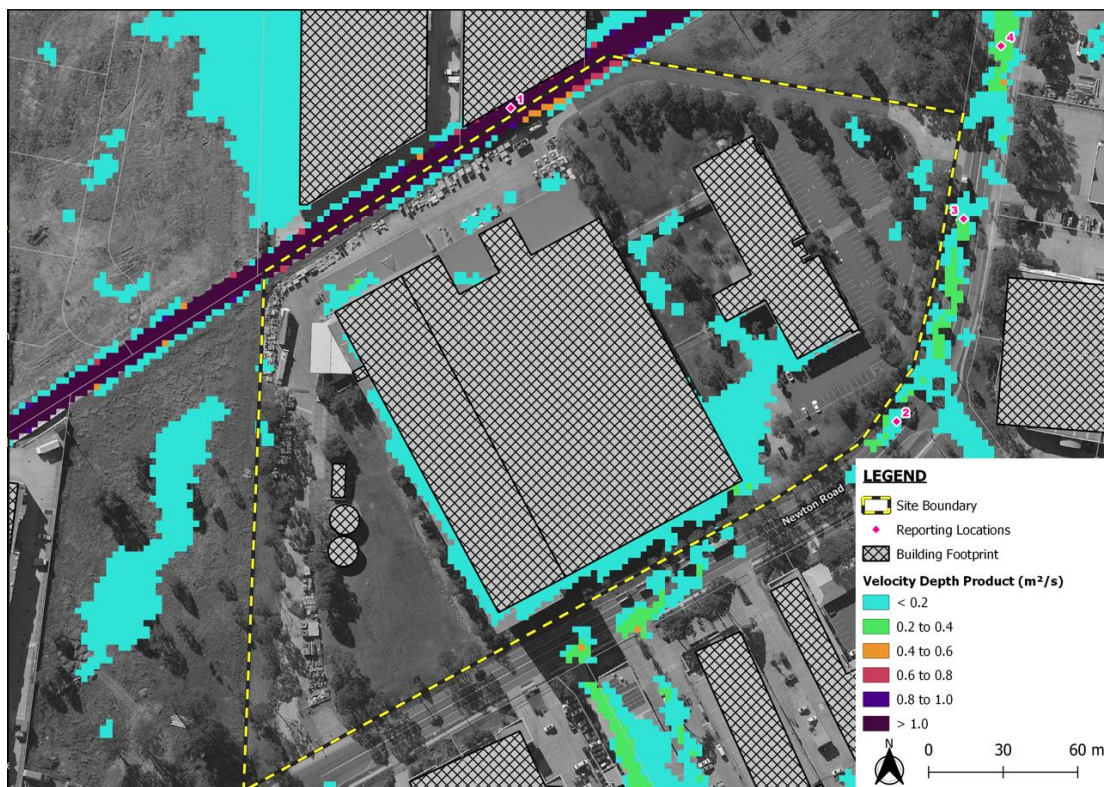 1
4
3
2
Newton Road
LEGEND
Site Boundary
Reporting Locations
Building Footprint
Velocity Depth Product (m²/s)
< 0.2
0.2 to 0.4
0.4 to 0.6
0.6 to 0.8
0.8 to 1.0
> 1.0
N
0 30 60 m